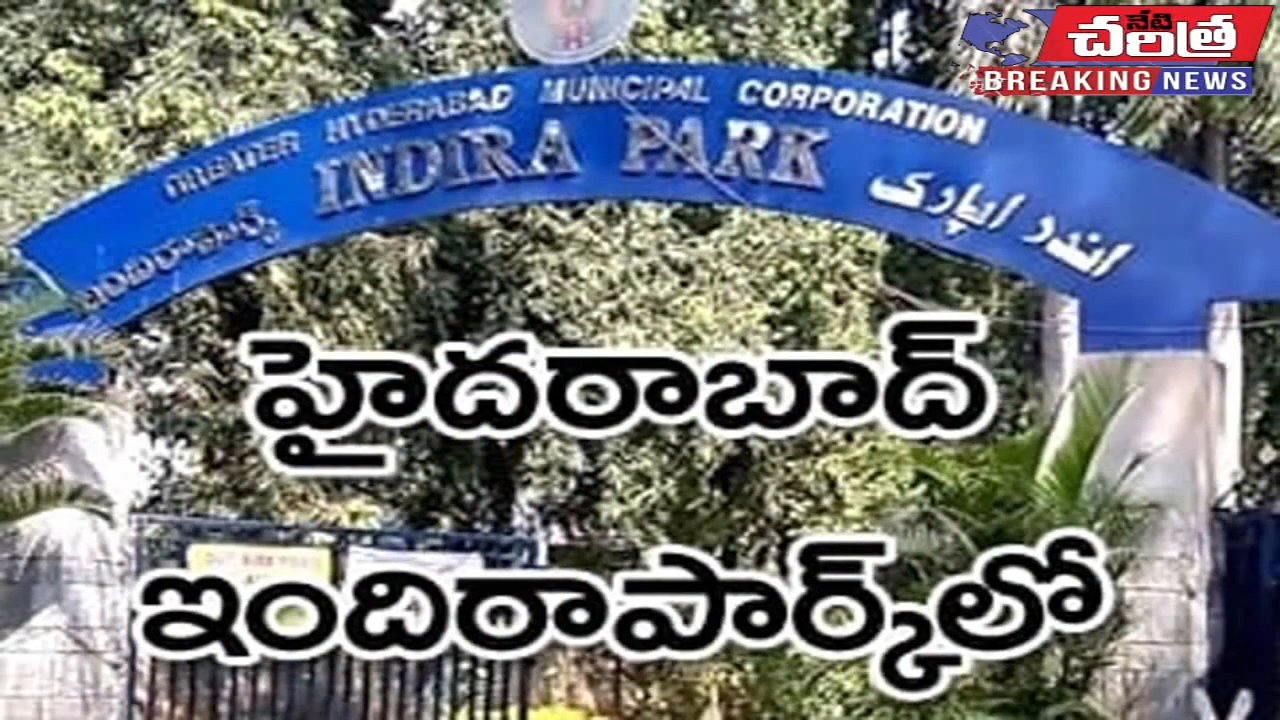 నేటి
చరిత్ర
BREAKING NEWS
GREATER HYDERABAD MUNICIPAL CORPORATION
INDIRA PARK
ఇందిరాపార్క్
హైదరాబాద్
ఇందిరాపార్క్‌లో